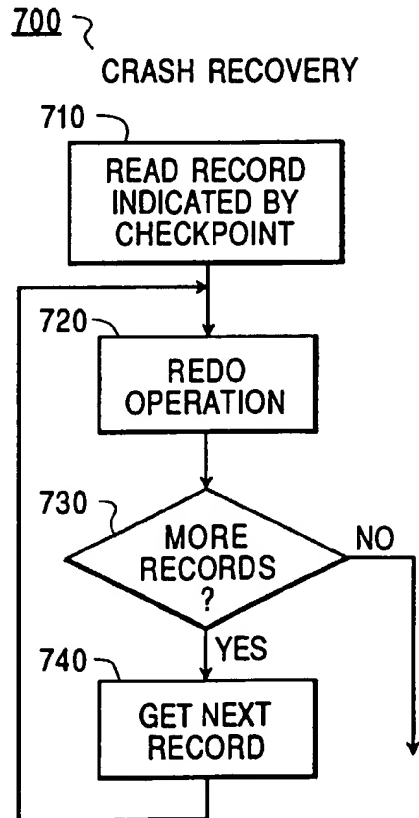 700
CRASH RECOVERY
710
READ RECORD
INDICATED BY
CHECKPOINT
720
REDO
OPERATION
730
MORE
RECORDS
?
NO
YES
740
GET NEXT
RECORD